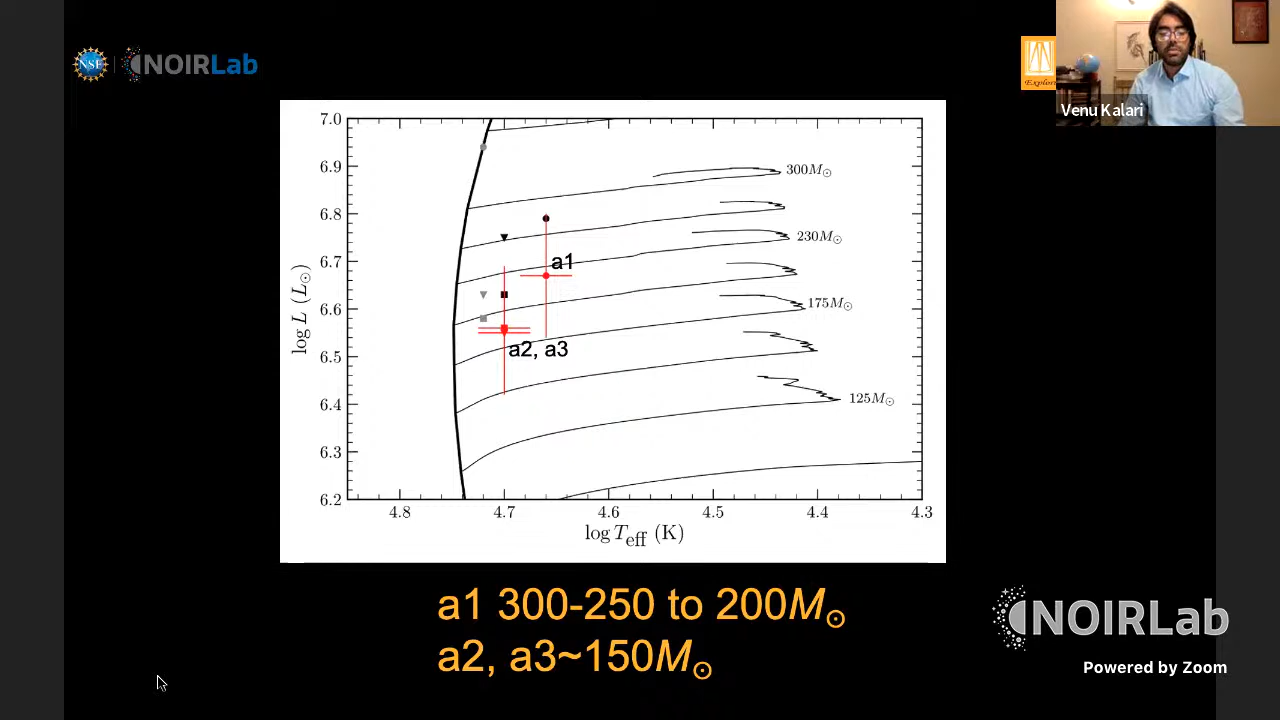 NSF
NOIRLab
Explor
Venu Kalari
7.0
6.9
6.8
6.7
6.6
6.5
6.4
6.3
6.2
log L (L☉)
300M☉
230M☉
175M☉
125M☉
a1
a2, a3
4.8
4.7
4.6
4.5
4.4
4.3
log Teff (K)
a1 300-250 to 200M☉
a2, a3~150M☉
NOIRLab
Powered by Zoom